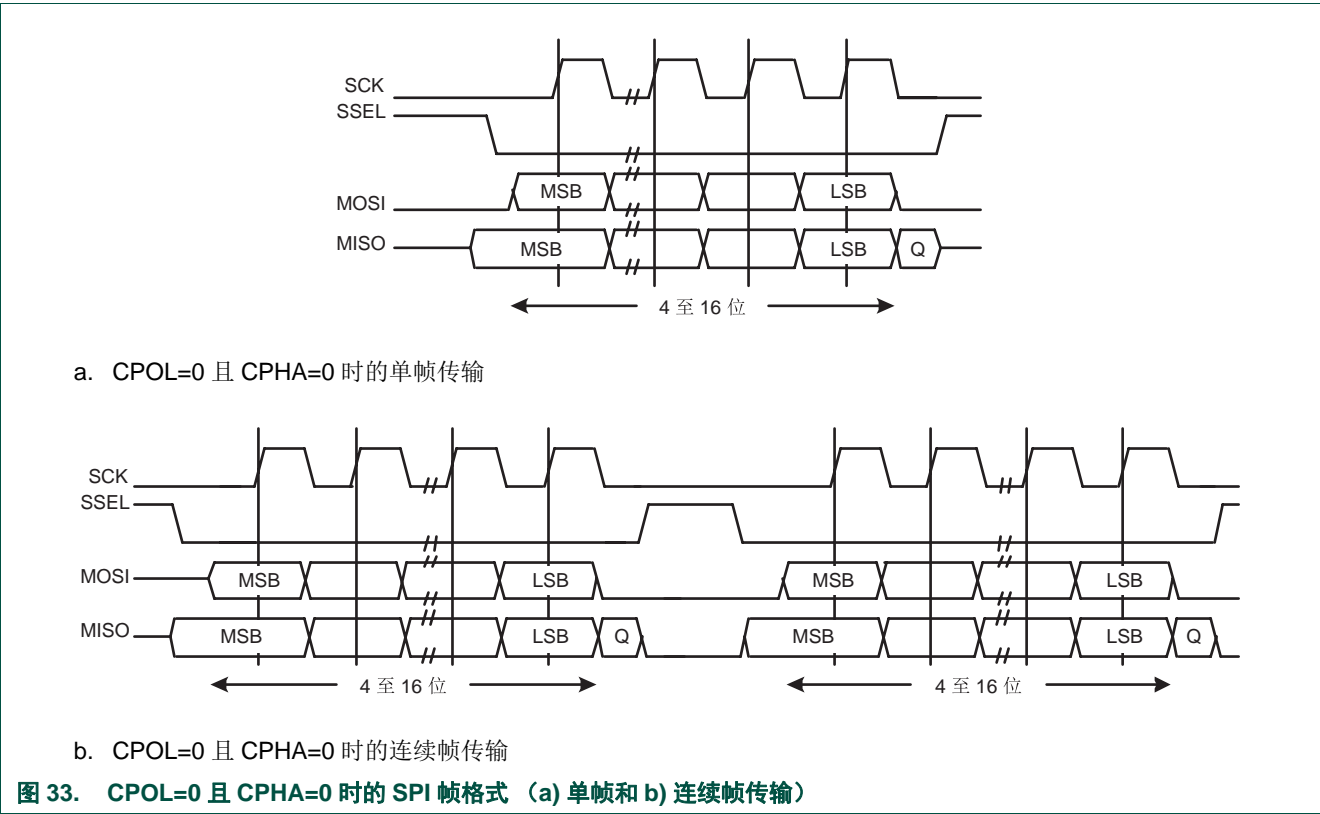 SCK
SSEL
MOSI MSB LSB
MISO MSB LSB Q
4 至 16 位
a. CPOL=0 且 CPHA=0 时的单帧传输
SCK
SSEL
MOSI MSB LSB MSB LSB
MISO MSB LSB Q MSB LSB Q
4 至 16 位 4 至 16 位
b. CPOL=0 且 CPHA=0 时的连续帧传输
图 33. CPOL=0 且 CPHA=0 时的 SPI 帧格式 （a) 单帧和 b) 连续帧传输）